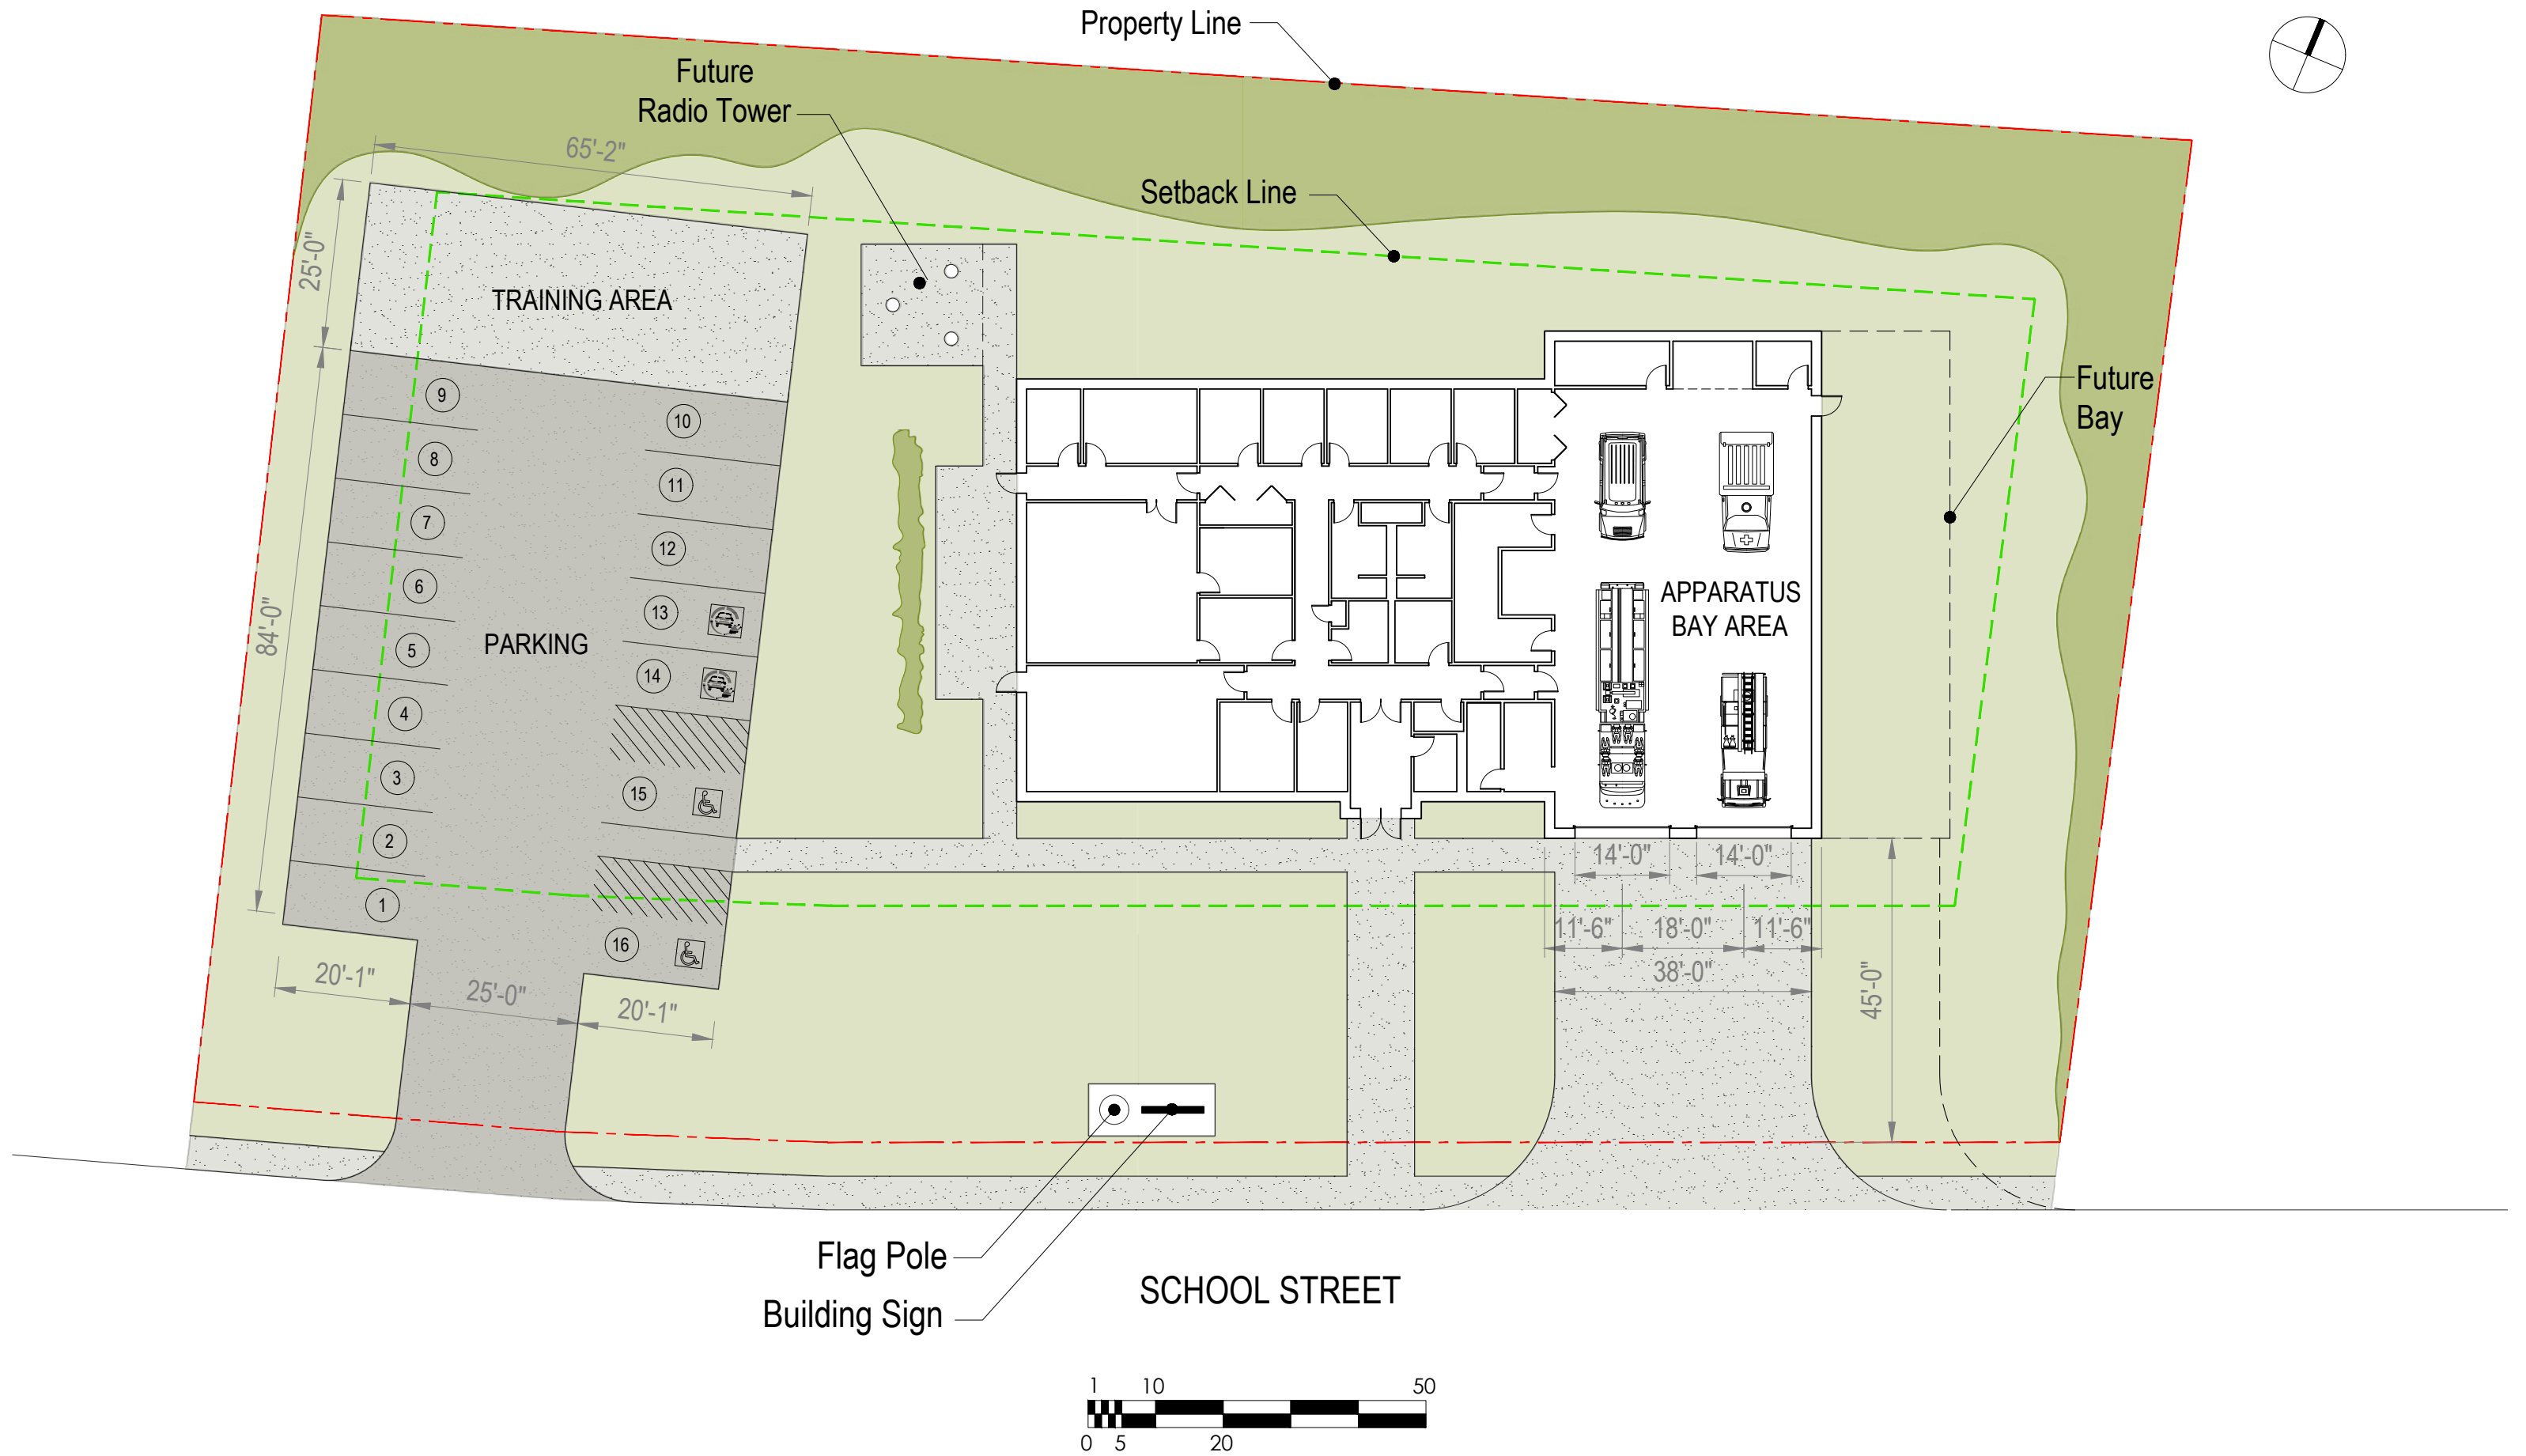 Property Line
Future
Radio Tower
65'-2"
Setback Line
25'-0"
TRAINING AREA
Future
Bay
9
10
8
11
7
12
6
13
APPARATUS
BAY AREA
84'-0"
5
PARKING
14
4
3
15
2
14'-0"
14'-0"
1
16
11'-6"
18'-0"
11'-6"
38'-0"
45'-0"
20'-1"
25'-0"
20'-1"
Flag Pole
SCHOOL STREET
Building Sign
1
10
50
0
5
20